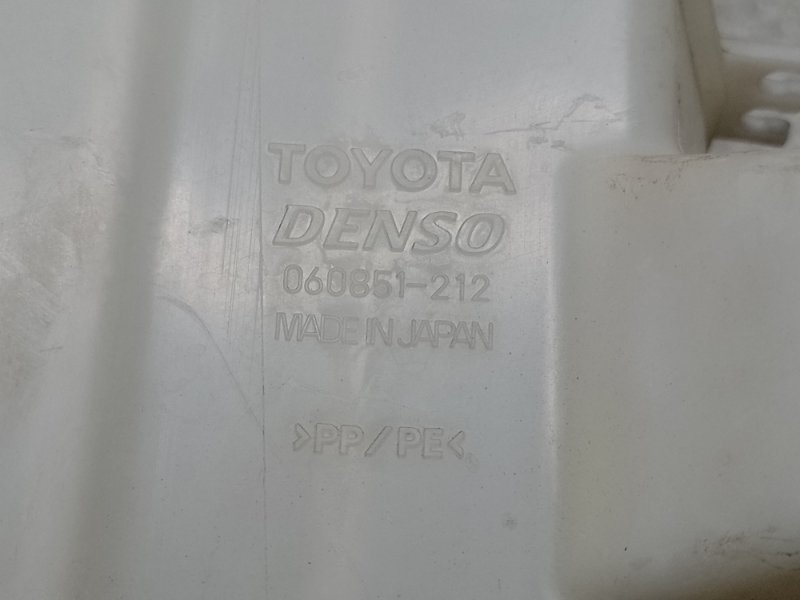 TOYOTA
DENSO
060851-212
MADE IN JAPAN
>PP/PE<